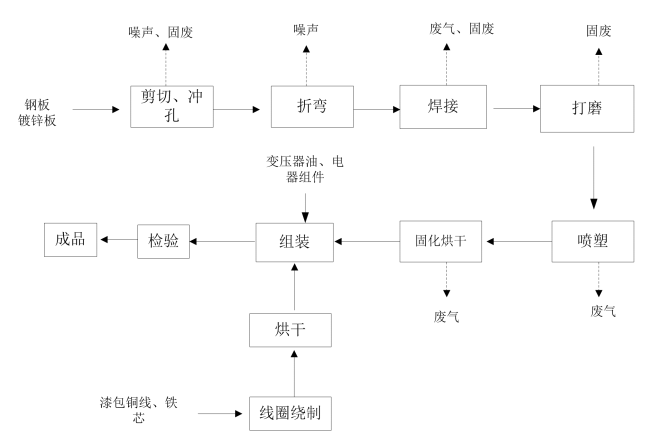 噪声、固废
噪声
废气、固废
固废
钢板
镀锌板
剪切、冲
孔
折弯
焊接
打磨
变压器油、电
器组件
成品
检验
组装
固化烘干
喷塑
废气
废气
烘干
漆包铜线、铁
芯
线圈绕制